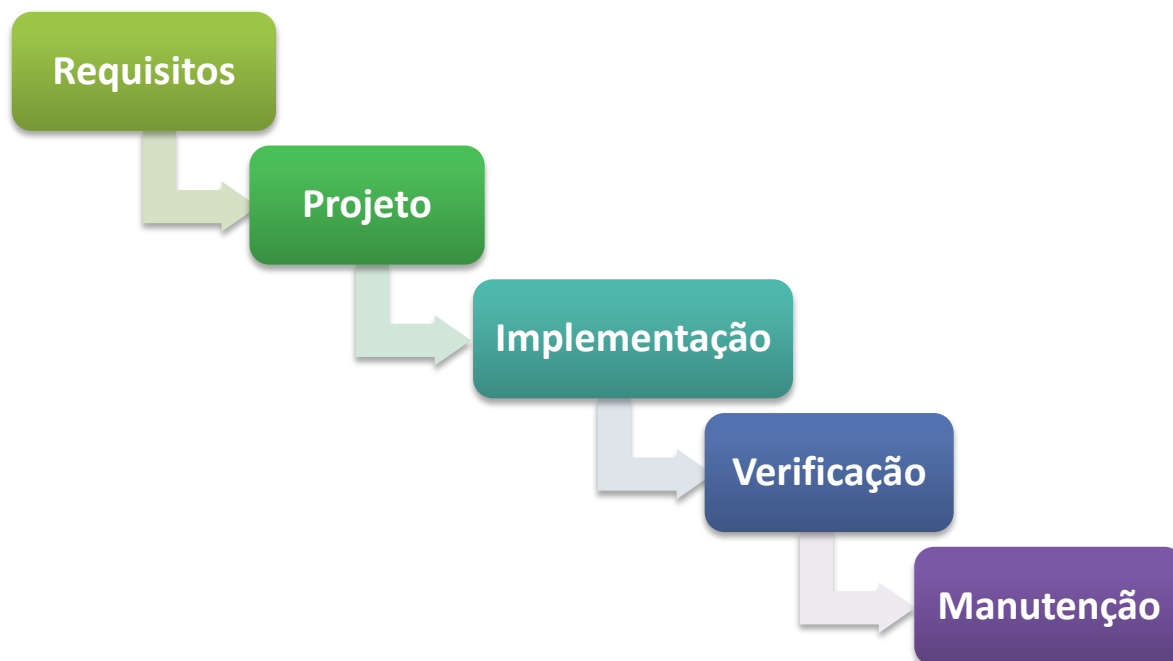 Requisitos
Projeto
Implementação
Verificação
Manutenção